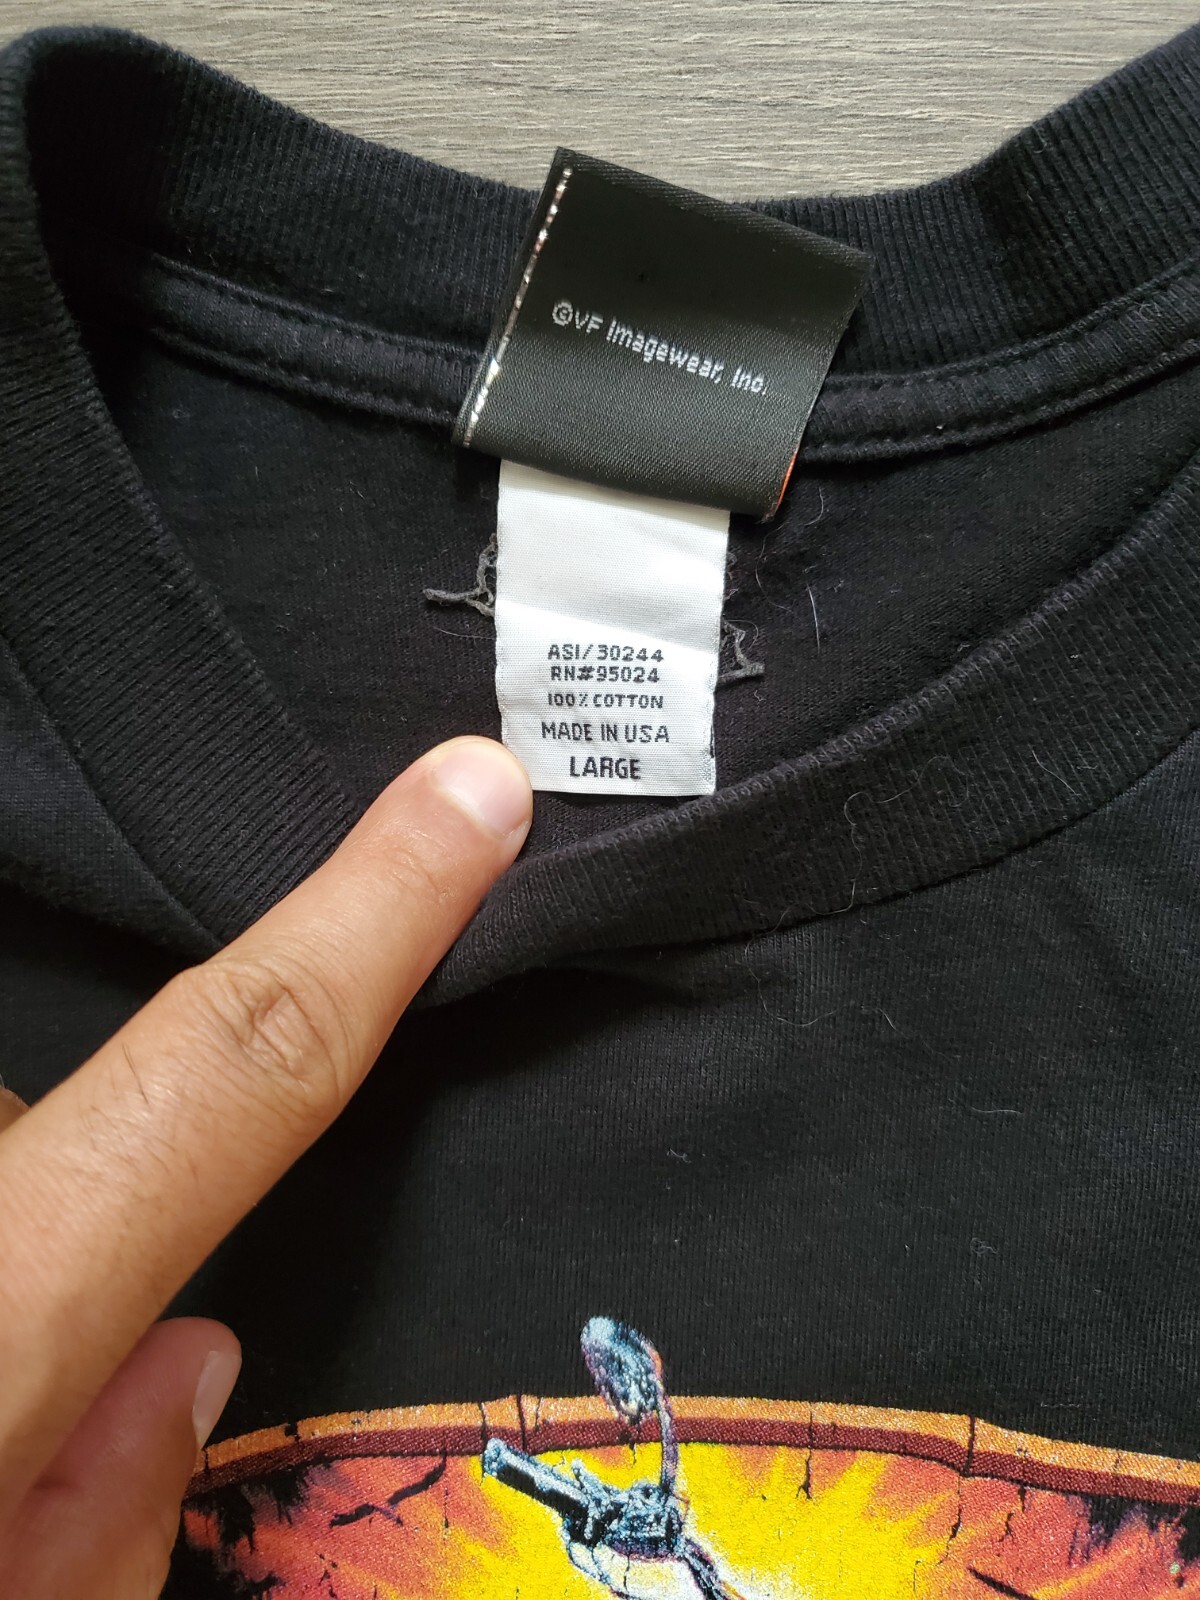 ©VF Imagewear, Inc.
ASI/30244
RN#95024
100% COTTON
MADE IN USA
LARGE